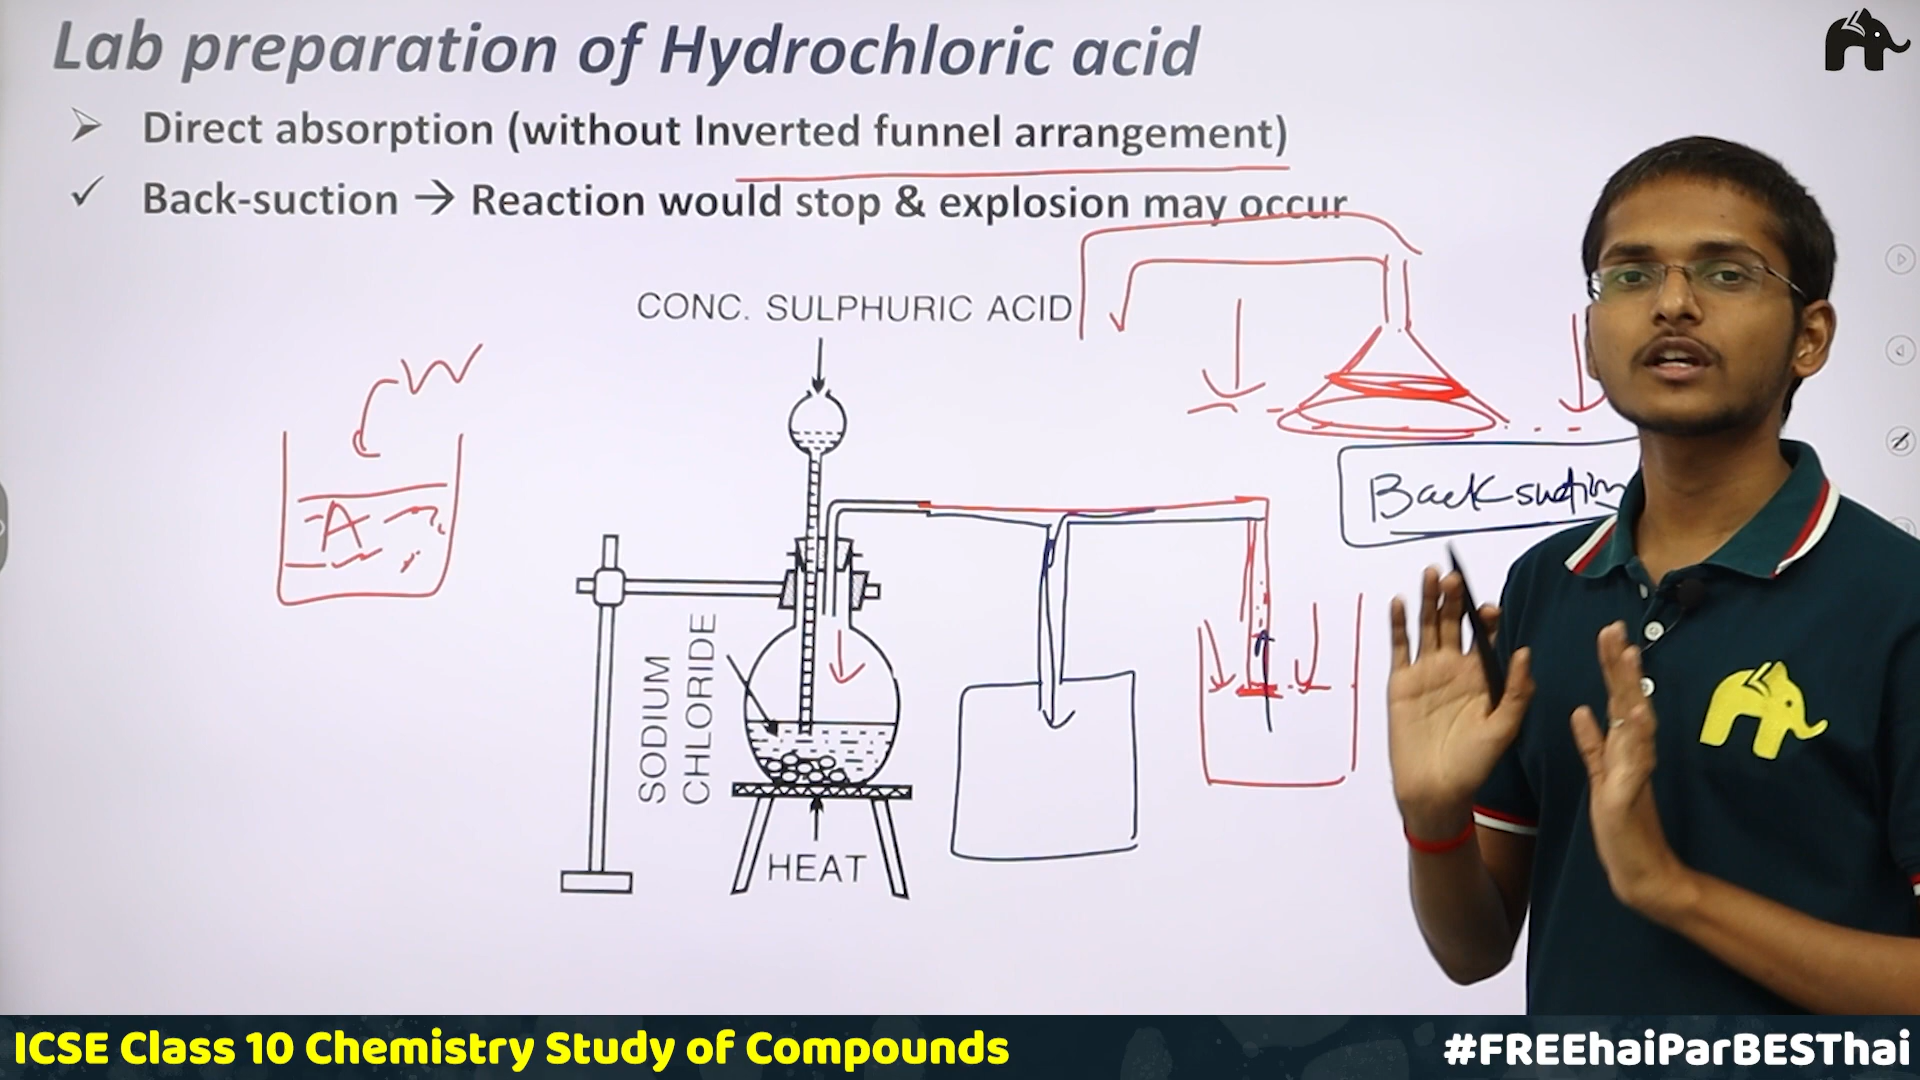 Lab preparation of Hydrochloric acid
➢ Direct absorption (without Inverted funnel arrangement)
✓ Back-suction → Reaction would stop & explosion may occur
CONC. SULPHURIC ACID
W
A
Back suction
SODIUM
CHLORIDE
HEAT
ICSE Class 10 Chemistry Study of Compounds
#FREEhaiParBESThai